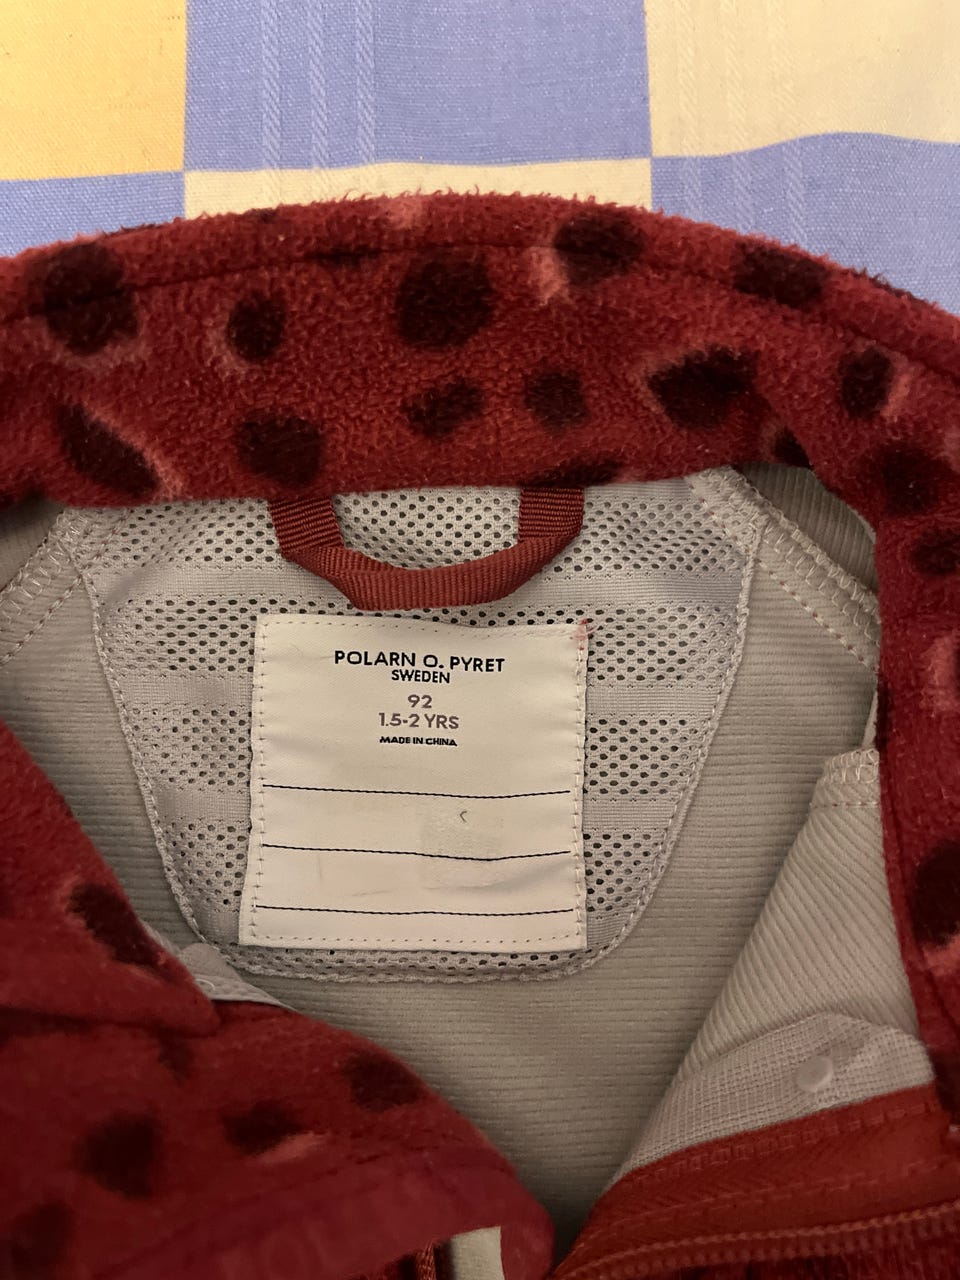 POLARN O. PYRET
SWEDEN
92
1.5-2 YRS
MADE IN CHINA